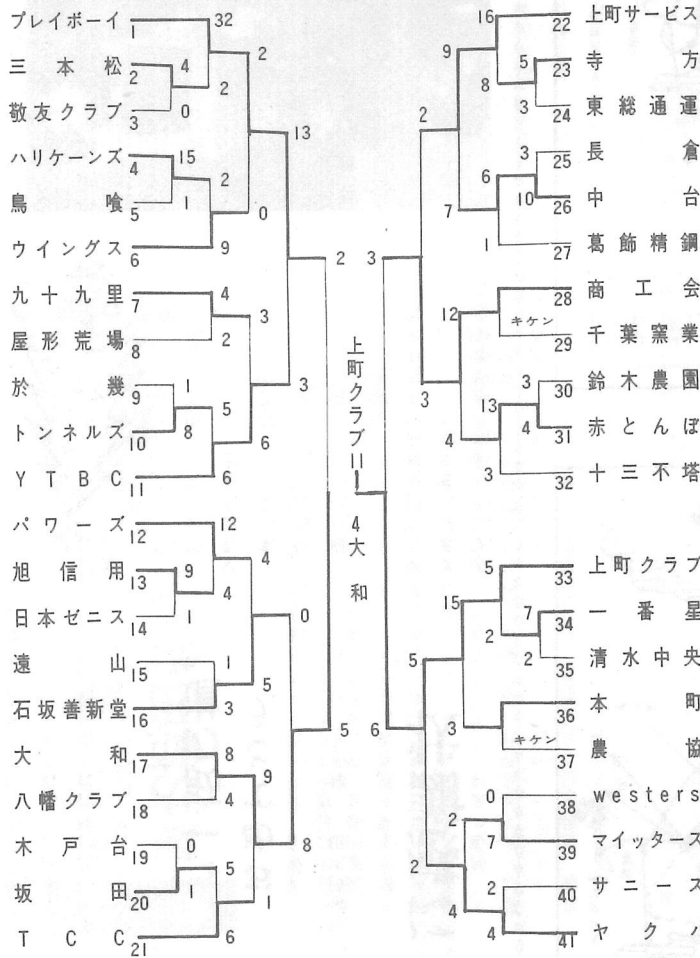 プレイボーイ 1 32
三本松 2 4
2
2
敬友クラブ 3 0
13
ハリケーンズ 4 15
2
鳥喰 5 1
0
ウイングス 6 9
2
九十九里 7 4
3
屋形荒場 8 2
3
於幾 9 1
5
トンネルズ 10 8
6
YTBC 11 6
パワーズ 12 12
4
旭信用 13 9
4
日本ゼニス 14 1
0
遠山 15 1
5
石坂善新堂 16 3
5
大和 17 8
9
八幡クラブ 18 4
8
木戸台 19 0
5
坂田 20 1
1
TCC 21 6
上町クラブ 11
4 大和
16 22 上町サービス
9
5 23 寺方
8
3 24 東総通運
2
3 25 長倉
6
10 26 中台
7
1 27 葛飾精鋼
3
12 28 商工会
キケン 29 千葉窯業
3
3 30 鈴木農園
13
4 31 赤とんぼ
4
3 32 十三不塔
5 33 上町クラブ
15
7 34 一番星
2
2 35 清水中央
5
36 本町
3
キケン 37 農協
6
0 38 westers
2
7 39 マイッターズ
2
2 40 サニーズ
4
4 41 ヤクハ